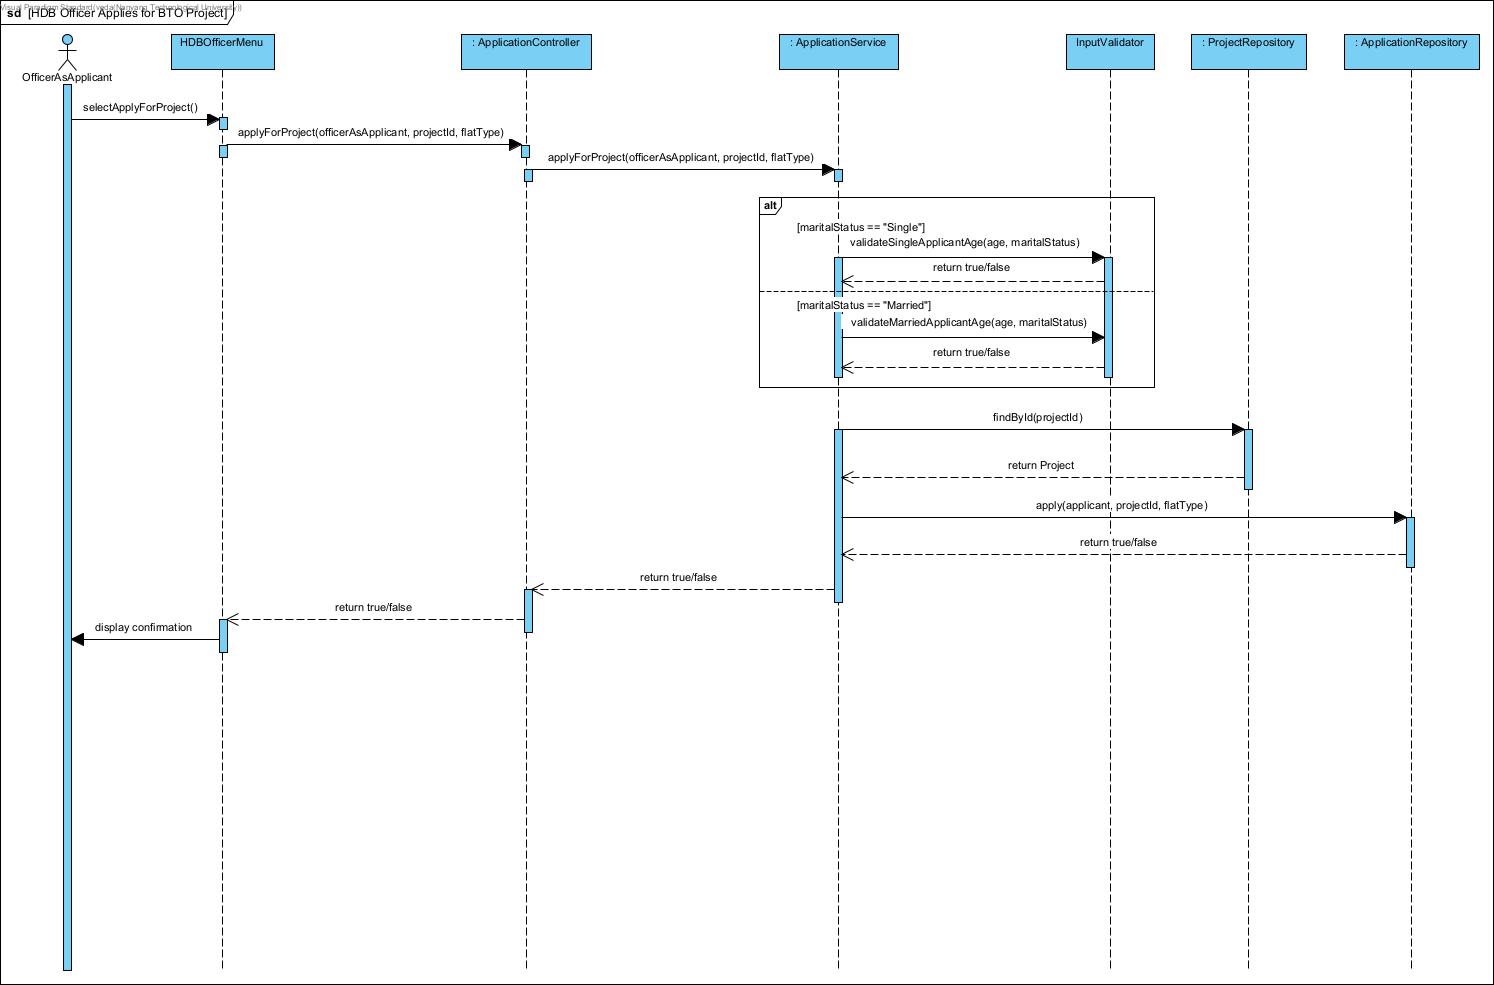 Visual Paradigm Standard(veda(Nanyang Technological University))
sd [HDB Officer Applies for BTO Project]
HDBOfficerMenu
: ApplicationController
: ApplicationService
InputValidator
: ProjectRepository
: ApplicationRepository
OfficerAsApplicant
selectApplyForProject()
applyForProject(officerAsApplicant, projectId, flatType)
applyForProject(officerAsApplicant, projectId, flatType)
alt
[maritalStatus == "Single"]
validateSingleApplicantAge(age, maritalStatus)
return true/false
[maritalStatus == "Married"]
validateMarriedApplicantAge(age, maritalStatus)
return true/false
findById(projectId)
return Project
apply(applicant, projectId, flatType)
return true/false
return true/false
return true/false
display confirmation